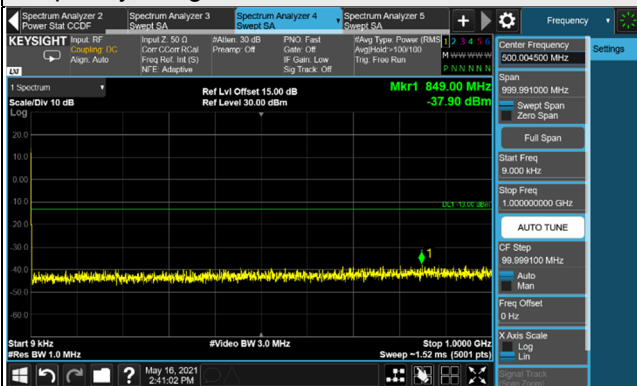 Spectrum Analyzer 2
Power Stat CCDF
Spectrum Analyzer 3
Swept SA
Spectrum Analyzer 4
Swept SA
Spectrum Analyzer 5
Swept SA
Frequency
KEYSIGHT
Input: RF
Coupling: DC
Align: Auto
Input Z: 50 Ω
Corr CCorr RCal
Freq Ref: Int (S)
NFE: Adaptive
#Atten: 30 dB
Preamp: Off
PNO: Fast
Gate: Off
IF Gain: Low
Sig Track: Off
#Avg Type: Power (RMS
Avg|Hold:>100/100
Trig: Free Run
1 2 3 4 5 6
M W W W W W
P N N N N N
LXI
1 Spectrum
Scale/Div 10 dB
Log
Ref Lvl Offset 15.00 dB
Ref Level 30.00 dBm
Mkr1 849.00 MHz
-37.90 dBm
20.0
10.0
0.00
-10.0
-20.0
-30.0
-40.0
-50.0
-60.0
DL1 -13.00 dBm
1
Start 9 kHz
#Res BW 1.0 MHz
#Video BW 3.0 MHz
Stop 1.0000 GHz
Sweep ~1.52 ms (5001 pts)
May 16, 2021
2:41:02 PM
Center Frequency
500.004500 MHz
Settings
Span
999.991000 MHz
Swept Span
Zero Span
Full Span
Start Freq
9.000 kHz
Stop Freq
1.000000000 GHz
AUTO TUNE
CF Step
99.999100 MHz
Auto
Man
Freq Offset
0 Hz
X Axis Scale
Log
Lin
Signal Track
(Span Zoom)